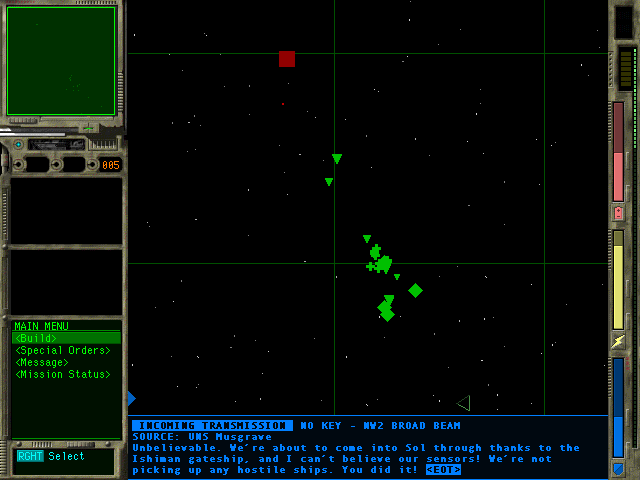 005
MAIN MENU
<Build>
<Special Orders>
<Message>
<Mission Status>
RGHT Select
INCOMING TRANSMISSION NO KEY - NW2 BROAD BEAM
SOURCE: UNS Musgrave
Unbelievable. We're about to come into Sol through thanks to the
Ishiman gateship, and I can't believe our sensors! We're not
picking up any hostile ships. You did it! <EOT>